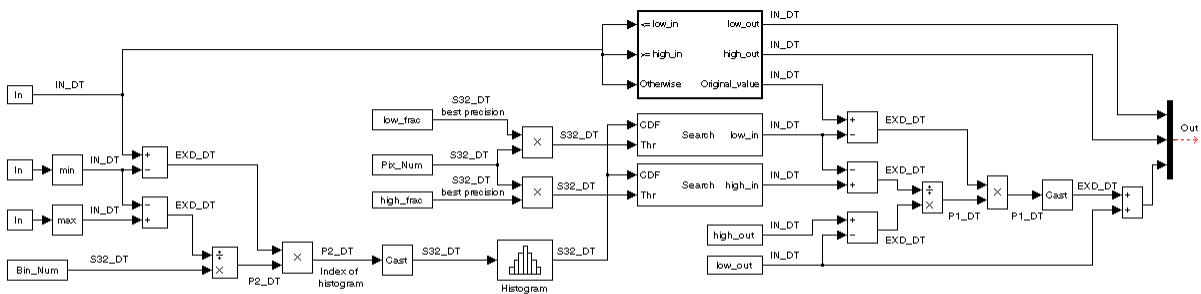 IN_DT
<= low_in low_out
IN_DT
>= high_in high_out
IN_DT
Otherwise Original_value
IN_DT
In
S32_DT
best precision
low_frac
S32_DT
CDF
Search low_in
Thr
IN_DT
EXD_DT
Out
Pix_Num
S32_DT
In
min
IN_DT
EXD_DT
S32_DT
best precision
high_frac
S32_DT
CDF
Search high_in
Thr
IN_DT
EXD_DT
P1_DT
P1_DT
Cast
EXD_DT
In
max
IN_DT
EXD_DT
high_out
IN_DT
EXD_DT
low_out
IN_DT
Bin_Num
S32_DT
P2_DT
P2_DT
Index of
histogram
Cast
S32_DT
S32_DT
Histogram